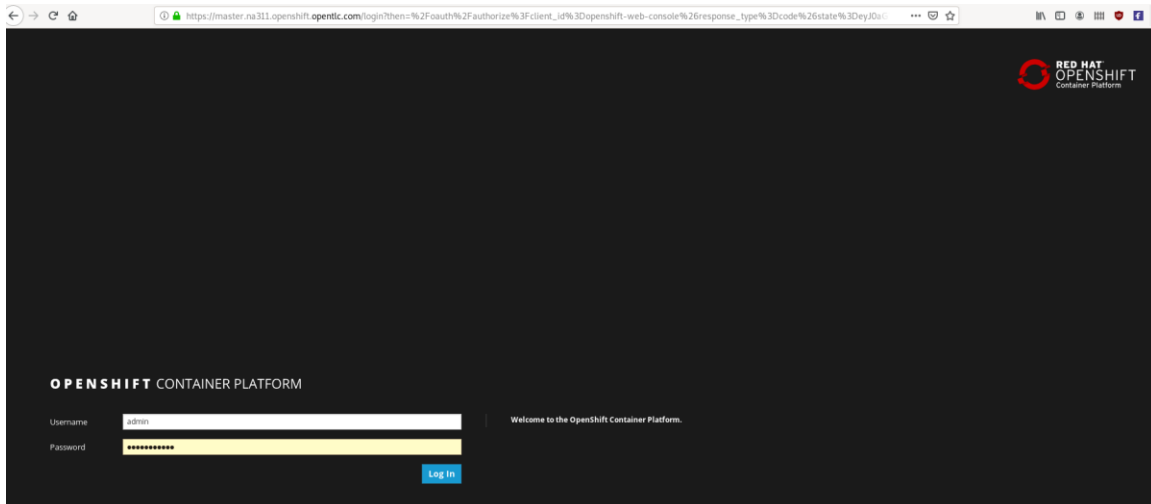 https://master.na311.openshift.opentlc.com/login?then=%2Foauth%2Fauthorize%3Fclient_id%3Dopenshift-web-console%26response_type%3Dcode%26state%3DeyJ0a
RED HAT
OPENSHIFT
Container Platform
OPENSHIFT CONTAINER PLATFORM
Username admin Welcome to the OpenShift Container Platform.
Password •••••••••••
Log In